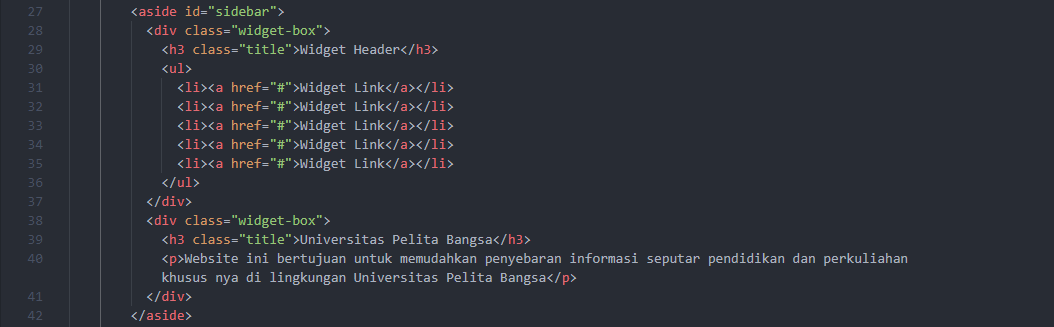 27 <aside id="sidebar">
28 <div class="widget-box">
29 <h3 class="title">Widget Header</h3>
30 <ul>
31 <li><a href="#">Widget Link</a></li>
32 <li><a href="#">Widget Link</a></li>
33 <li><a href="#">Widget Link</a></li>
34 <li><a href="#">Widget Link</a></li>
35 <li><a href="#">Widget Link</a></li>
36 </ul>
37 </div>
38 <div class="widget-box">
39 <h3 class="title">Universitas Pelita Bangsa</h3>
40 <p>Website ini bertujuan untuk memudahkan penyebaran informasi seputar pendidikan dan perkuliahan
khusus nya di lingkungan Universitas Pelita Bangsa</p>
41 </div>
42 </aside>